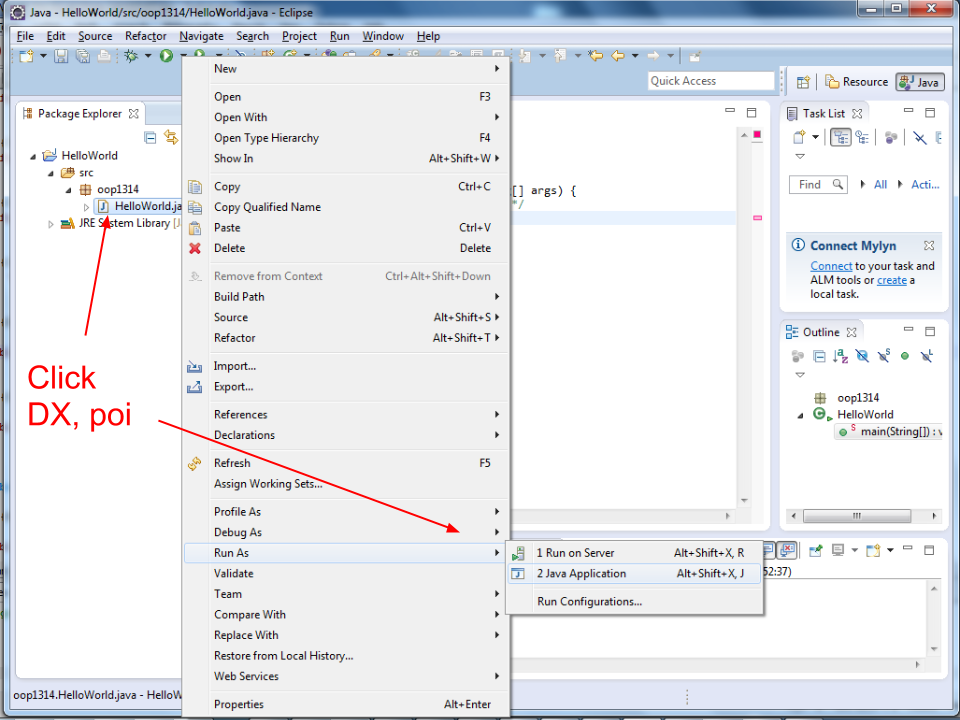 Java - HelloWorld/src/oop1314/HelloWorld.java - Eclipse
File Edit Source Refactor Navigate Search Project Run Window Help
Quick Access
Resource
Java
Package Explorer
HelloWorld
src
oop1314
HelloWorld.ja
JRE System Library [J
Click
DX, poi
New
Open F3
Open With
Open Type Hierarchy F4
Show In Alt+Shift+W
Copy Ctrl+C
Copy Qualified Name
Paste Ctrl+V
Delete Delete
Remove from Context Ctrl+Alt+Shift+Down
Build Path
Source Alt+Shift+S
Refactor Alt+Shift+T
Import...
Export...
References
Declarations
Refresh F5
Assign Working Sets...
Profile As
Debug As
Run As
Validate
Team
Compare With
Replace With
Restore from Local History...
Web Services
Properties Alt+Enter
1 Run on Server Alt+Shift+X, R
2 Java Application Alt+Shift+X, J
Run Configurations...
[] args) {
*/
52:37)
Task List
Find All Acti...
Connect Mylyn
Connect to your task and
ALM tools or create a
local task.
Outline
oop1314
HelloWorld
S main(String[]) : v
oop1314.HelloWorld.java - HelloW